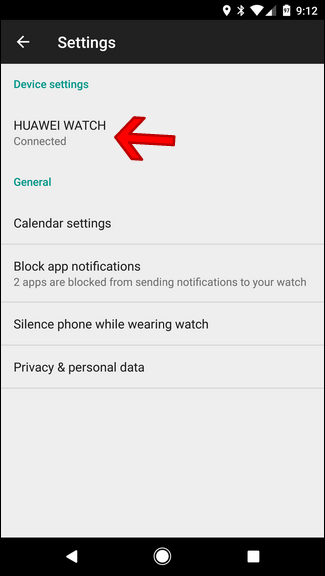 97 9:12
Settings
Device settings
HUAWEI WATCH
Connected
General
Calendar settings
Block app notifications
2 apps are blocked from sending notifications to your watch
Silence phone while wearing watch
Privacy & personal data